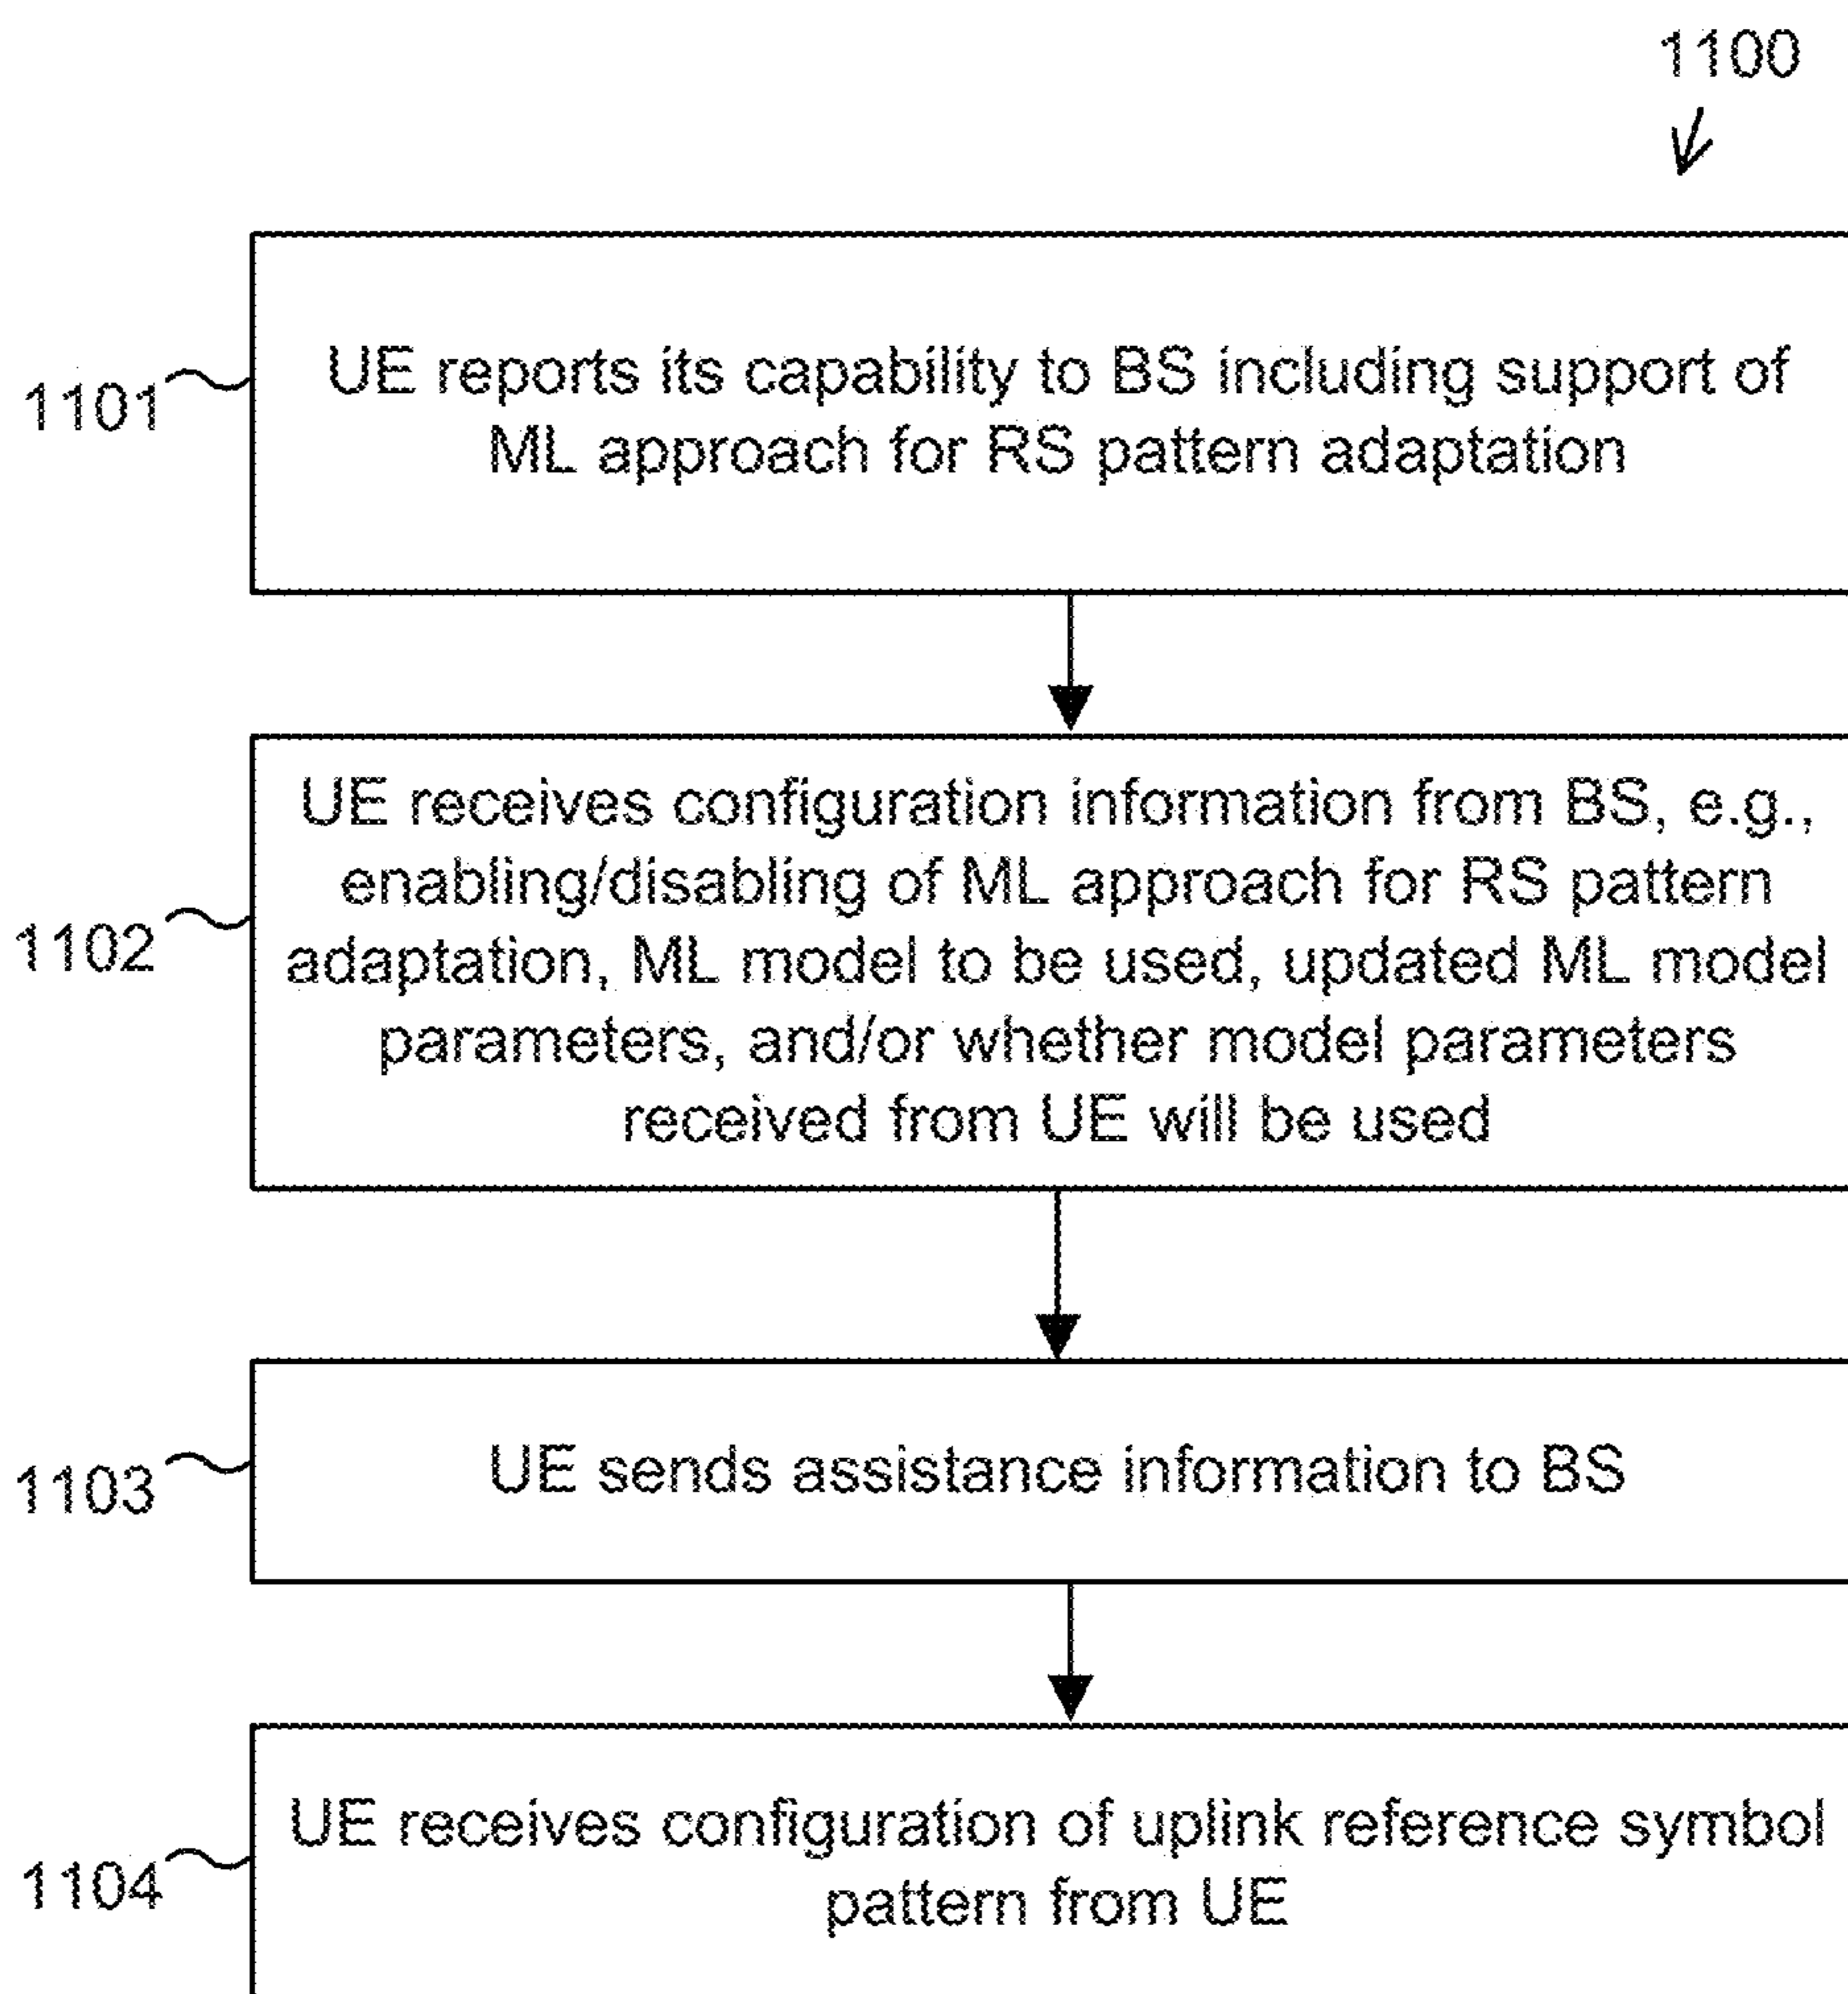 1100
1101
UE reports its capability to BS including support of
ML approach for RS pattern adaptation
1102
UE receives configuration information from BS, e.g.,
enabling/disabling of ML approach for RS pattern
adaptation, ML model to be used, updated ML model
parameters, and/or whether model parameters
received from UE will be used
1103
UE sends assistance information to BS
1104
UE receives configuration of uplink reference symbol
pattern from UE